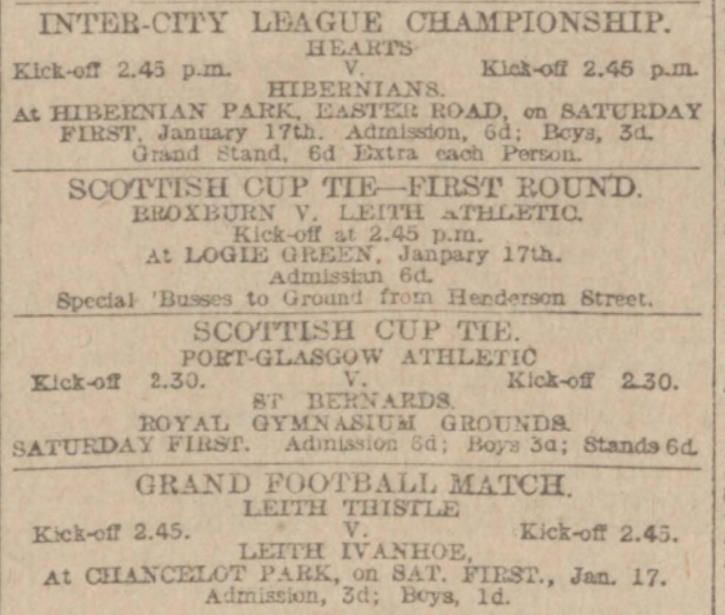 INTER-CITY LEAGUE CHAMPIONSHIP.
HEARTS
Kick-off 2.45 p.m. V. Kick-off 2.45 p.m.
HIBERNIANS.
At HIBERNIAN PARK, EASTER ROAD, on SATURDAY
FIRST, January 17th. Admission, 6d; Boys, 3d.
Grand Stand, 6d Extra each Person.
SCOTTISH CUP TIE—FIRST ROUND.
BROXBURN V. LEITH ATHLETIC.
Kick-off at 2.45 p.m.
At LOGIE GREEN, Janpary 17th.
Admissian 6d.
Special 'Busses to Ground from Henderson Street.
SCOTTISH CUP TIE.
PORT-GLASGOW ATHLETIC
Kick-off 2.30. V. Kick-off 2.30.
ST BERNARDS.
ROYAL GYMNASIUM GROUNDS.
SATURDAY FIRST. Admission 6d; Boys 3d; Stands 6d.
GRAND FOOTBALL MATCH.
LEITH THISTLE
Kick-off 2.45. V. Kick-off 2.45.
LEITH IVANHOE,
At CHANCELOT PARK, on SAT. FIRST., Jan. 17.
Admission, 3d; Boys, 1d.